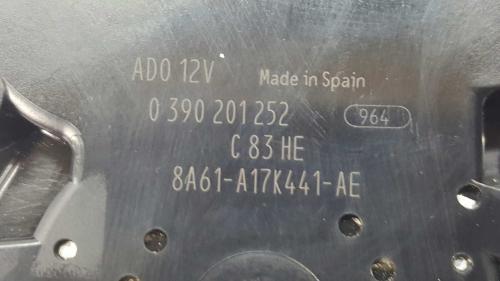 ADO 12V Made in Spain
0 390 201 252 964
C 83 HE
8A61-A17K441-AE